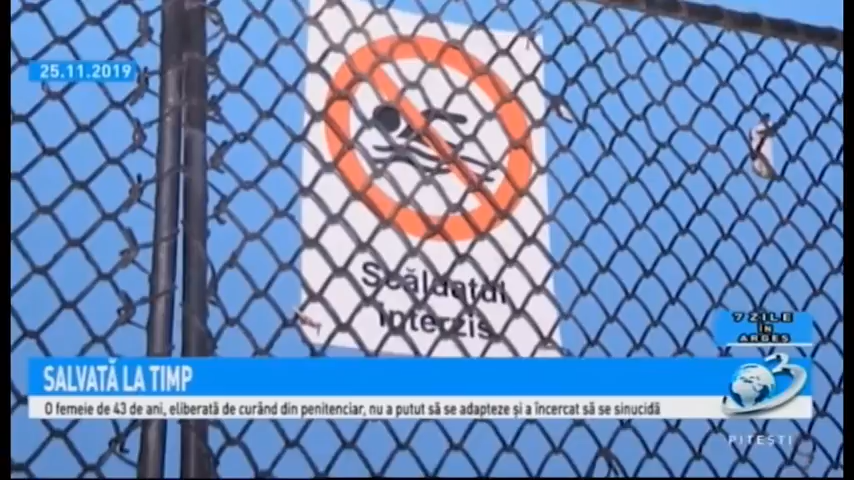 25.11.2019
Scăldatul
interzis
7 ZILE
ÎN
ARGEȘ
SALVATĂ LA TIMP
O femeie de 43 de ani, eliberată de curând din penitenciar, nu a putut să se adapteze și a încercat să se sinucidă
PITEȘTI